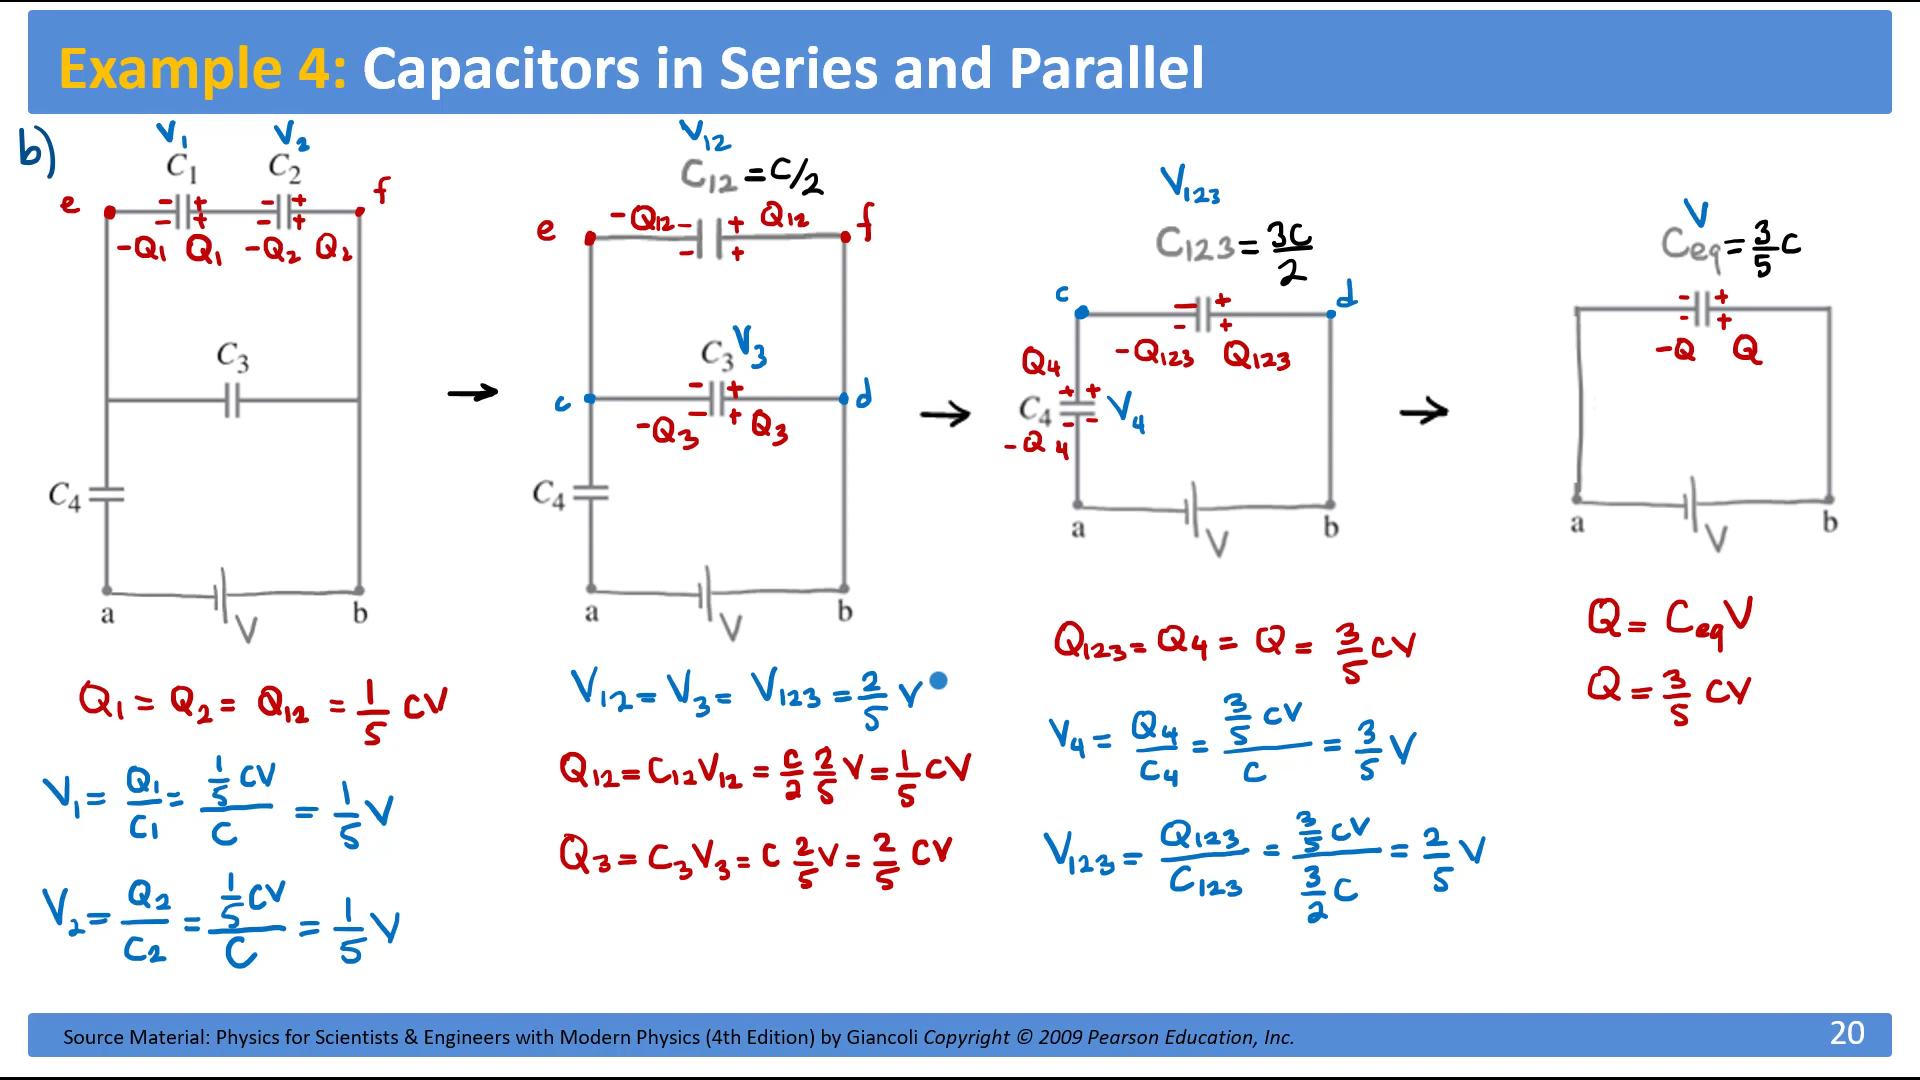 Example 4: Capacitors in Series and Parallel
b)
V₁ V₂
C₁ C₂
e f
-Q₁ Q₁ -Q₂ Q₂
C₃
C₄
a b
V
Q₁ = Q₂ = Q₁₂ = 1/5 CV
V₁ = Q₁/C₁ = (1/5 CV)/C = 1/5 V
V₂ = Q₂/C₂ = (1/5 CV)/C = 1/5 V
V₁₂
C₁₂ = C/2
e -Q₁₂ Q₁₂ f
C₃ V₃
c d
-Q₃ Q₃
C₄
a b
V
V₁₂ = V₃ = V₁₂₃ = 2/5 V
Q₁₂ = C₁₂V₁₂ = C/2 2/5 V = 1/5 CV
Q₃ = C₃V₃ = C 2/5 V = 2/5 CV
V₁₂₃
C₁₂₃ = 3C/2
c d
-Q₁₂₃ Q₁₂₃
Q₄
C₄ V₄
-Q₄
a b
V
Q₁₂₃ = Q₄ = Q = 3/5 CV
V₄ = Q₄/C₄ = (3/5 CV)/C = 3/5 V
V₁₂₃ = Q₁₂₃/C₁₂₃ = (3/5 CV)/(3/2 C) = 2/5 V
V
Ceq = 3/5 C
-Q Q
a b
V
Q = CeqV
Q = 3/5 CV
Source Material: Physics for Scientists & Engineers with Modern Physics (4th Edition) by Giancoli Copyright © 2009 Pearson Education, Inc.
20